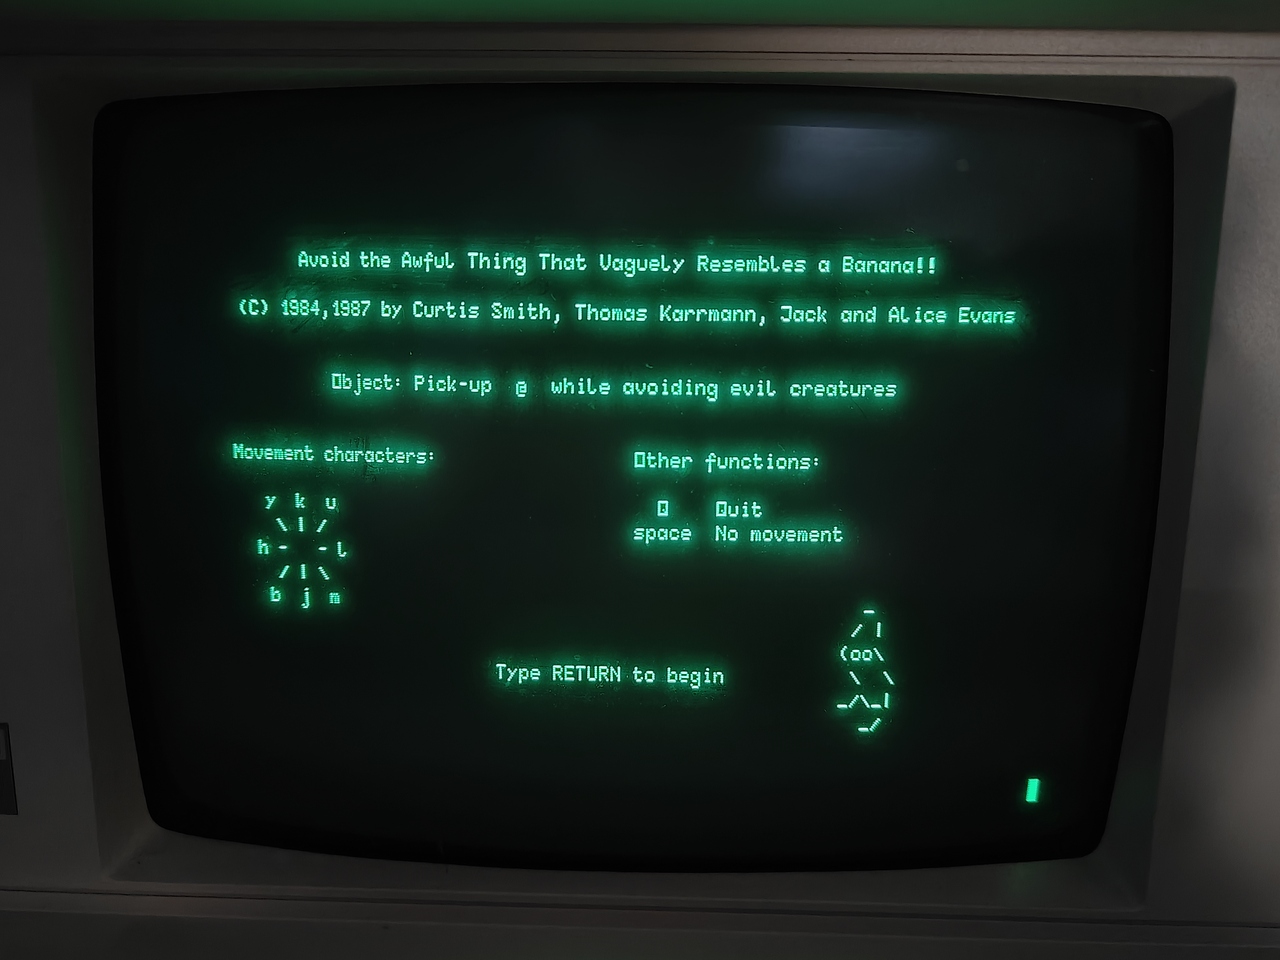 Avoid the Awful Thing That Vaguely Resembles a Banana!!
(C) 1984,1987 by Curtis Smith, Thomas Karrmann, Jack and Alice Evans
Object: Pick-up @ while avoiding evil creatures
Movement characters:
Other functions:
y k u
\ | /
h - - l
/ | \
b j m
Q Quit
space No movement
Type RETURN to begin
_
/ |
(oo\
\ \
_/\_|
_/